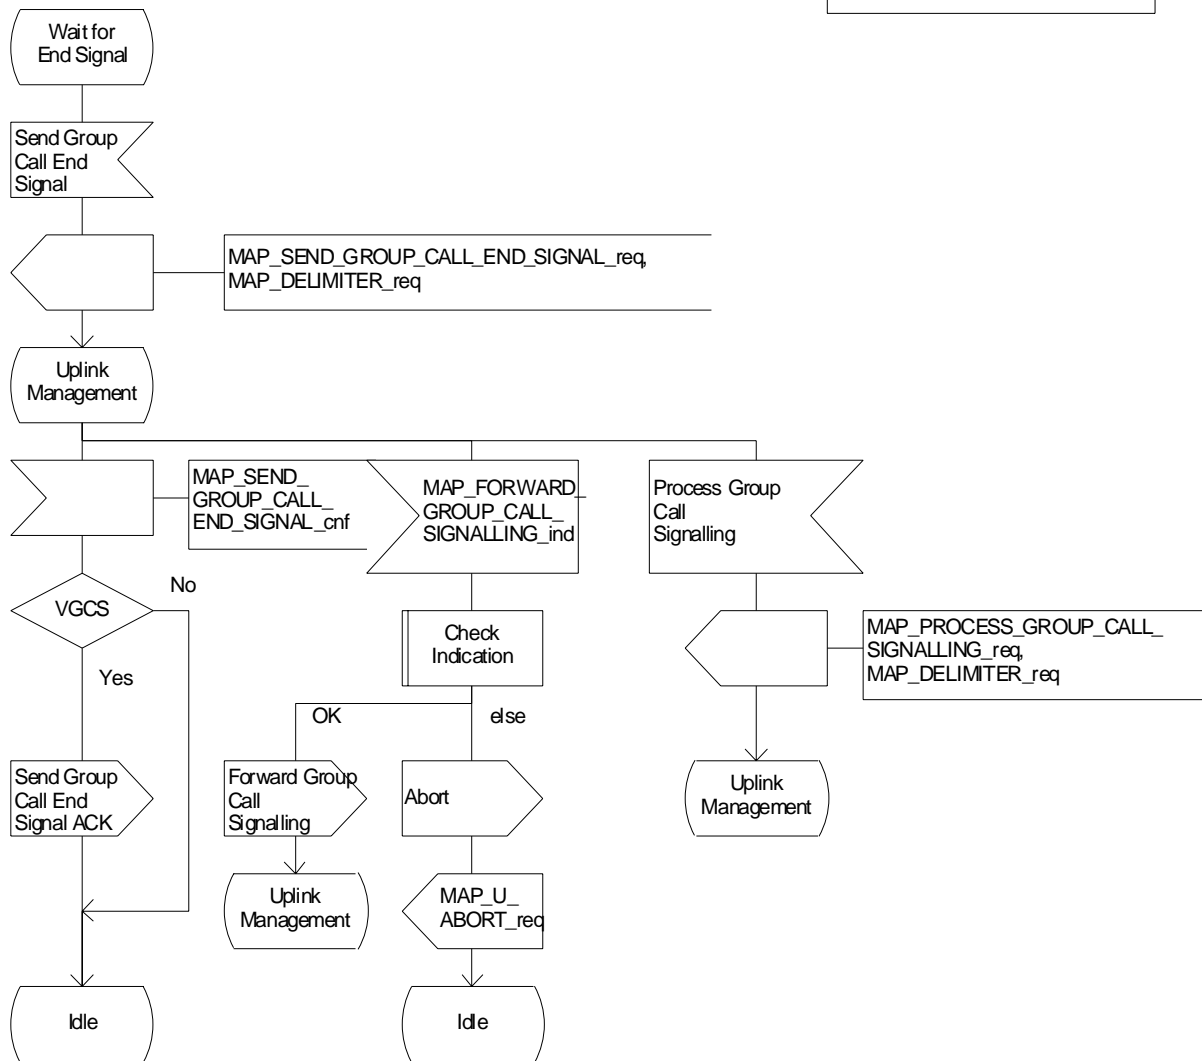 Wait for
End Signal
Send Group
Call End
Signal
MAP_SEND_GROUP_CALL_END_SIGNAL_req,
MAP_DELIMITER_req
Uplink
Management
MAP_SEND_
GROUP_CALL_
END_SIGNAL_cnf
MAP_FORWARD_
GROUP_CALL_
SIGNALLING_ind
Process Group
Call
Signalling
VGCS
No
Yes
Check
Indication
MAP_PROCESS_GROUP_CALL_
SIGNALLING_req,
MAP_DELIMITER_req
OK
else
Send Group
Call End
Signal ACK
Forward Group
Call
Signalling
Abort
Uplink
Management
Uplink
Management
MAP_U_
ABORT_req
Idle
Idle